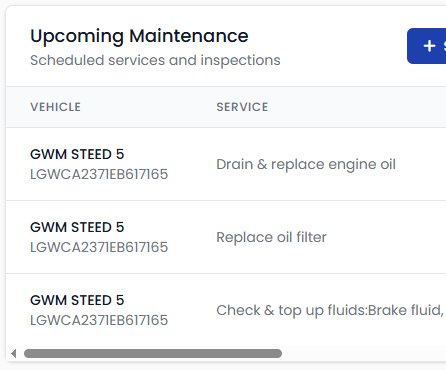 Upcoming Maintenance
Scheduled services and inspections
+
VEHICLE SERVICE
GWM STEED 5
LGWCA2371EB617165
Drain & replace engine oil
GWM STEED 5
LGWCA2371EB617165
Replace oil filter
GWM STEED 5
LGWCA2371EB617165
Check & top up fluids:Brake fluid,